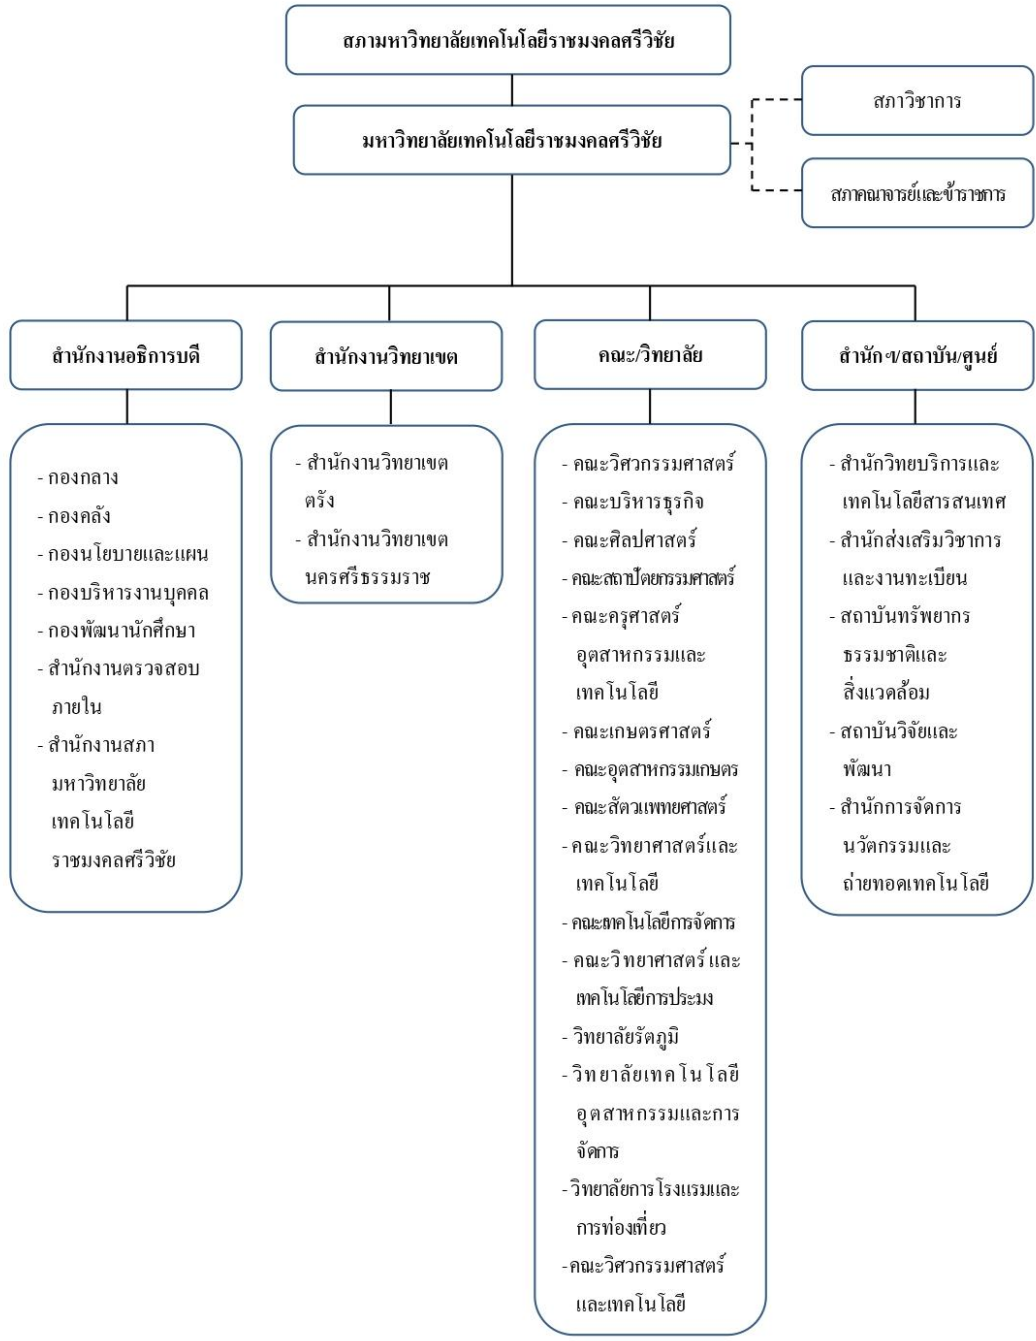 สภามหาวิทยาลัยเทคโนโลยีราชมงคลศรีวิชัย
มหาวิทยาลัยเทคโนโลยีราชมงคลศรีวิชัย
สภาวิชาการ
สภาคณาจารย์และข้าราชการ
สำนักงานอธิการบดี
- กองกลาง
- กองคลัง
- กองนโยบายและแผน
- กองบริหารงานบุคคล
- กองพัฒนานักศึกษา
- สำนักงานตรวจสอบ
ภายใน
- สำนักงานสภา
มหาวิทยาลัย
เทคโนโลยี
ราชมงคลศรีวิชัย
สำนักงานวิทยาเขต
- สำนักงานวิทยาเขต
ตรัง
- สำนักงานวิทยาเขต
นครศรีธรรมราช
คณะ/วิทยาลัย
- คณะวิศวกรรมศาสตร์
- คณะบริหารธุรกิจ
- คณะศิลปศาสตร์
- คณะสถาปัตยกรรมศาสตร์
- คณะครุศาสตร์
อุตสาหกรรมและ
เทคโนโลยี
- คณะเกษตรศาสตร์
- คณะอุตสาหกรรมเกษตร
- คณะสัตวแพทยศาสตร์
- คณะวิทยาศาสตร์และ
เทคโนโลยี
- คณะเทคโนโลยีการจัดการ
- คณะวิทยาศาสตร์และ
เทคโนโลยีการประมง
- วิทยาลัยรัตภูมิ
- วิทยาลัยเทคโนโลยี
อุตสาหกรรมและการ
จัดการ
- วิทยาลัยการโรงแรมและ
การท่องเที่ยว
- คณะวิศวกรรมศาสตร์
และเทคโนโลยี
สำนักฯ/สถาบัน/ศูนย์
- สำนักวิทยบริการและ
เทคโนโลยีสารสนเทศ
- สำนักส่งเสริมวิชาการ
และงานทะเบียน
- สถาบันทรัพยากร
ธรรมชาติและ
สิ่งแวดล้อม
- สถาบันวิจัยและ
พัฒนา
- สำนักการจัดการ
นวัตกรรมและ
ถ่ายทอดเทคโนโลยี